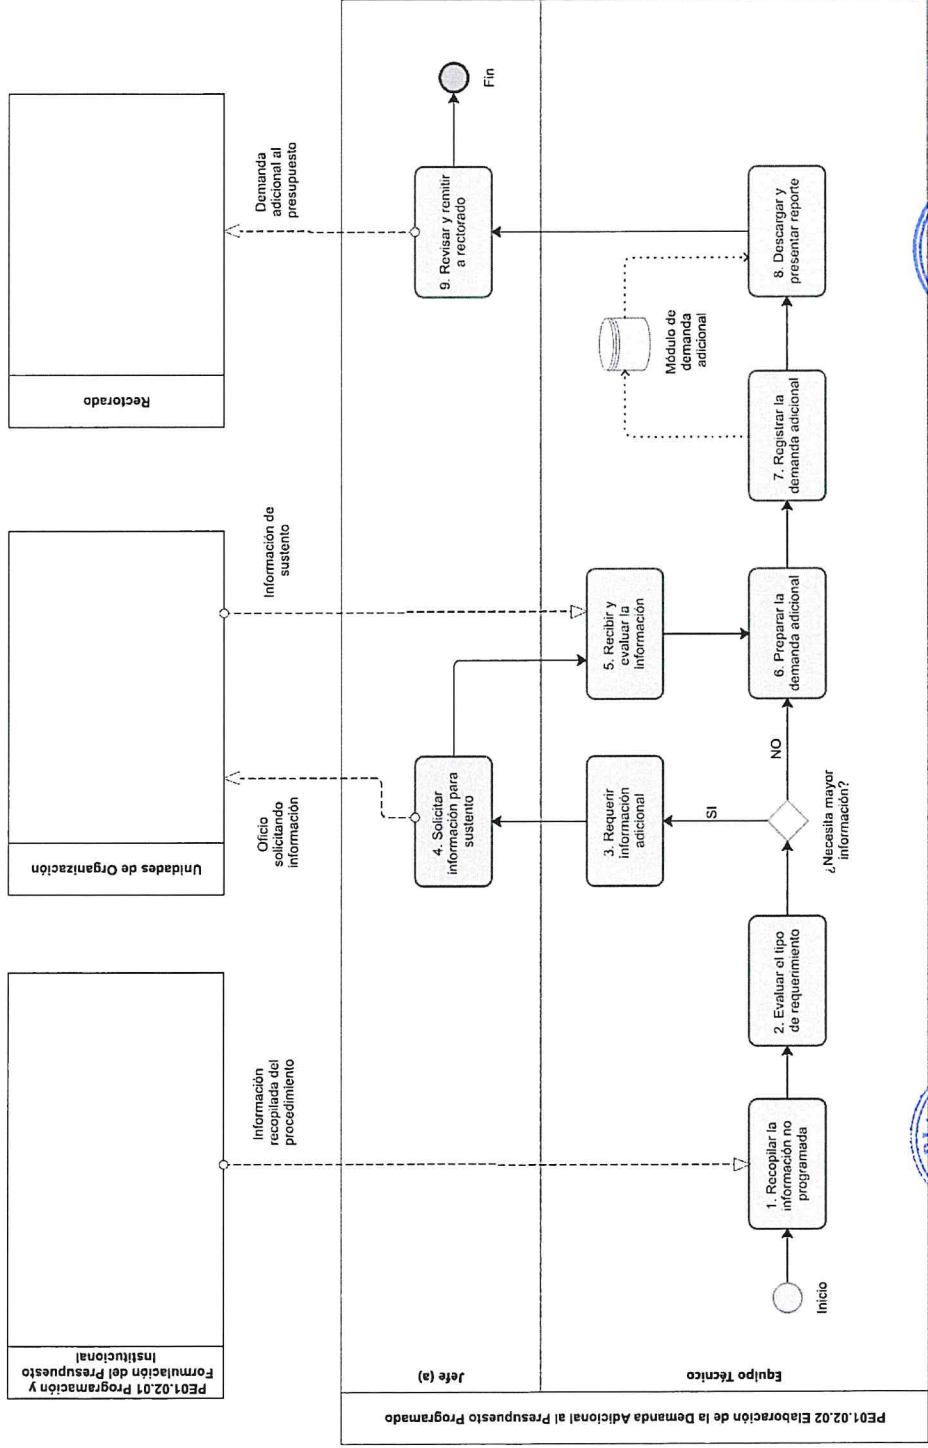 PE01.02.01 Programación y
Formulación del Presupuesto
Institucional
Unidades de Organización
Rectorado
Información
recopilada del
procedimiento
Oficio
solicitando
información
Información de
sustento
Demanda
adicional al
presupuesto
PE01.02.02 Elaboración de la Demanda Adicional al Presupuesto Programado
Jefe (a)
4. Solicitar
información para
sustento
9. Revisar y remitir
a rectorado
Fin
Equipo Técnico
Inicio
1. Recopilar la
información no
programada
2. Evaluar el tipo
de requerimiento
¿Necesita mayor
información?
SI
NO
3. Requerir
información
adicional
5. Recibir y
evaluar la
información
6. Preparar la
demanda adicional
7. Registrar la
demanda adicional
Módulo de
demanda
adicional
8. Descargar y
presentar reporte